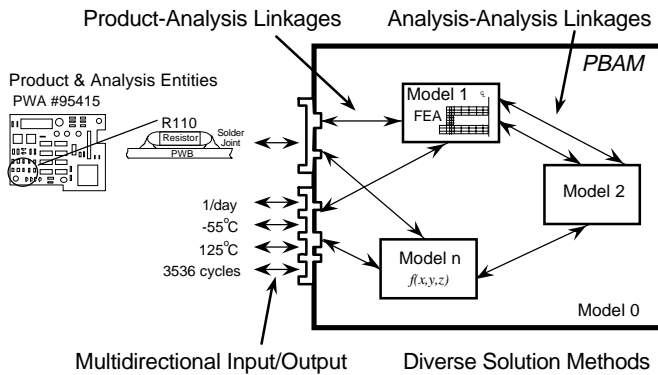 Product-Analysis Linkages
Analysis-Analysis Linkages
PBAM
Product & Analysis Entities
PWA #95415
R110
Resistor
Solder
Joint
PWB
Model 1
FEA
℄
Model 2
1/day
-55°C
125°C
3536 cycles
Model n
f(x,y,z)
Model 0
Multidirectional Input/Output
Diverse Solution Methods